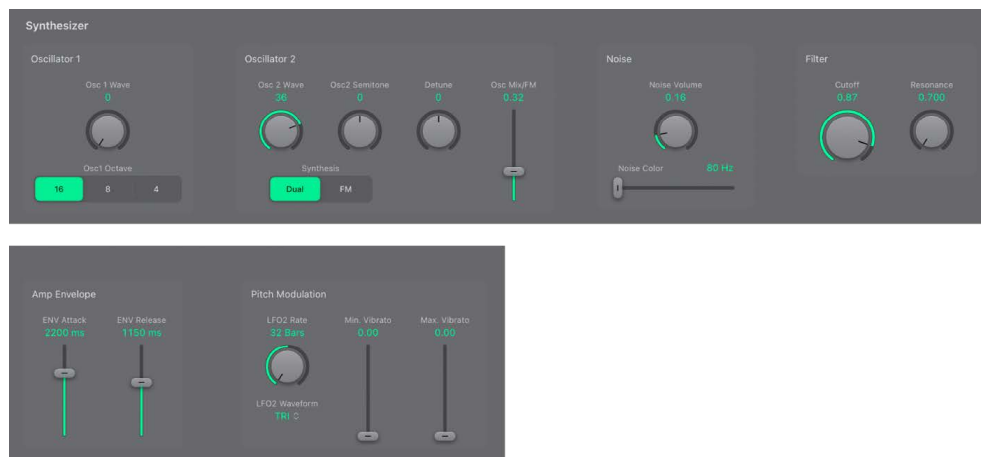 Synthesizer
Oscillator 1
Oscillator 2
Noise
Filter
Osc 1 Wave
0
Osc 2 Wave
36
Osc2 Semitone
0
Detune
0
Osc Mix/FM
0.32
Noise Volume
0.16
Cutoff
0.87
Resonance
0.700
Osc1 Octave
16 8 4
Synthesis
Dual FM
Noise Color 80 Hz
Amp Envelope
Pitch Modulation
ENV Attack
2200 ms
ENV Release
1150 ms
LFO2 Rate
32 Bars
Min. Vibrato
0.00
Max. Vibrato
0.00
LFO2 Waveform
TRI